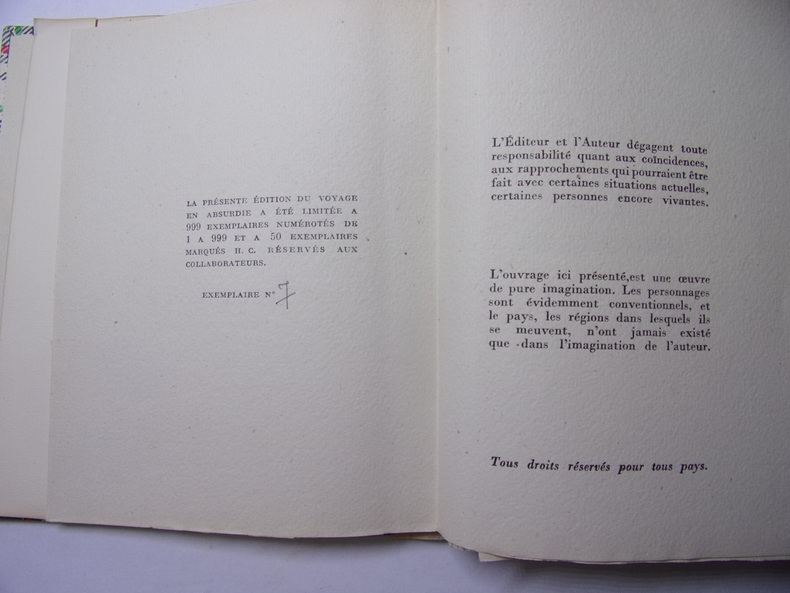 LA PRÉSENTE ÉDITION DU VOYAGE
EN ABSURDIE A ÉTÉ LIMITÉE A
999 EXEMPLAIRES NUMÉROTÉS DE
1 A 999 ET A 50 EXEMPLAIRES
MARQUÉS H. C. RÉSERVÉS AUX
COLLABORATEURS.
EXEMPLAIRE N° 7
L'Éditeur et l'Auteur dégagent toute
responsabilité quant aux coïncidences,
aux rapprochements qui pourraient être
fait avec certaines situations actuelles,
certaines personnes encore vivantes.
L'ouvrage ici présenté,est une œuvre
de pure imagination. Les personnages
sont évidemment conventionnels, et
le pays, les régions dans lesquels ils
se meuvent, n'ont jamais existé
que dans l'imagination de l'auteur.
Tous droits réservés pour tous pays.